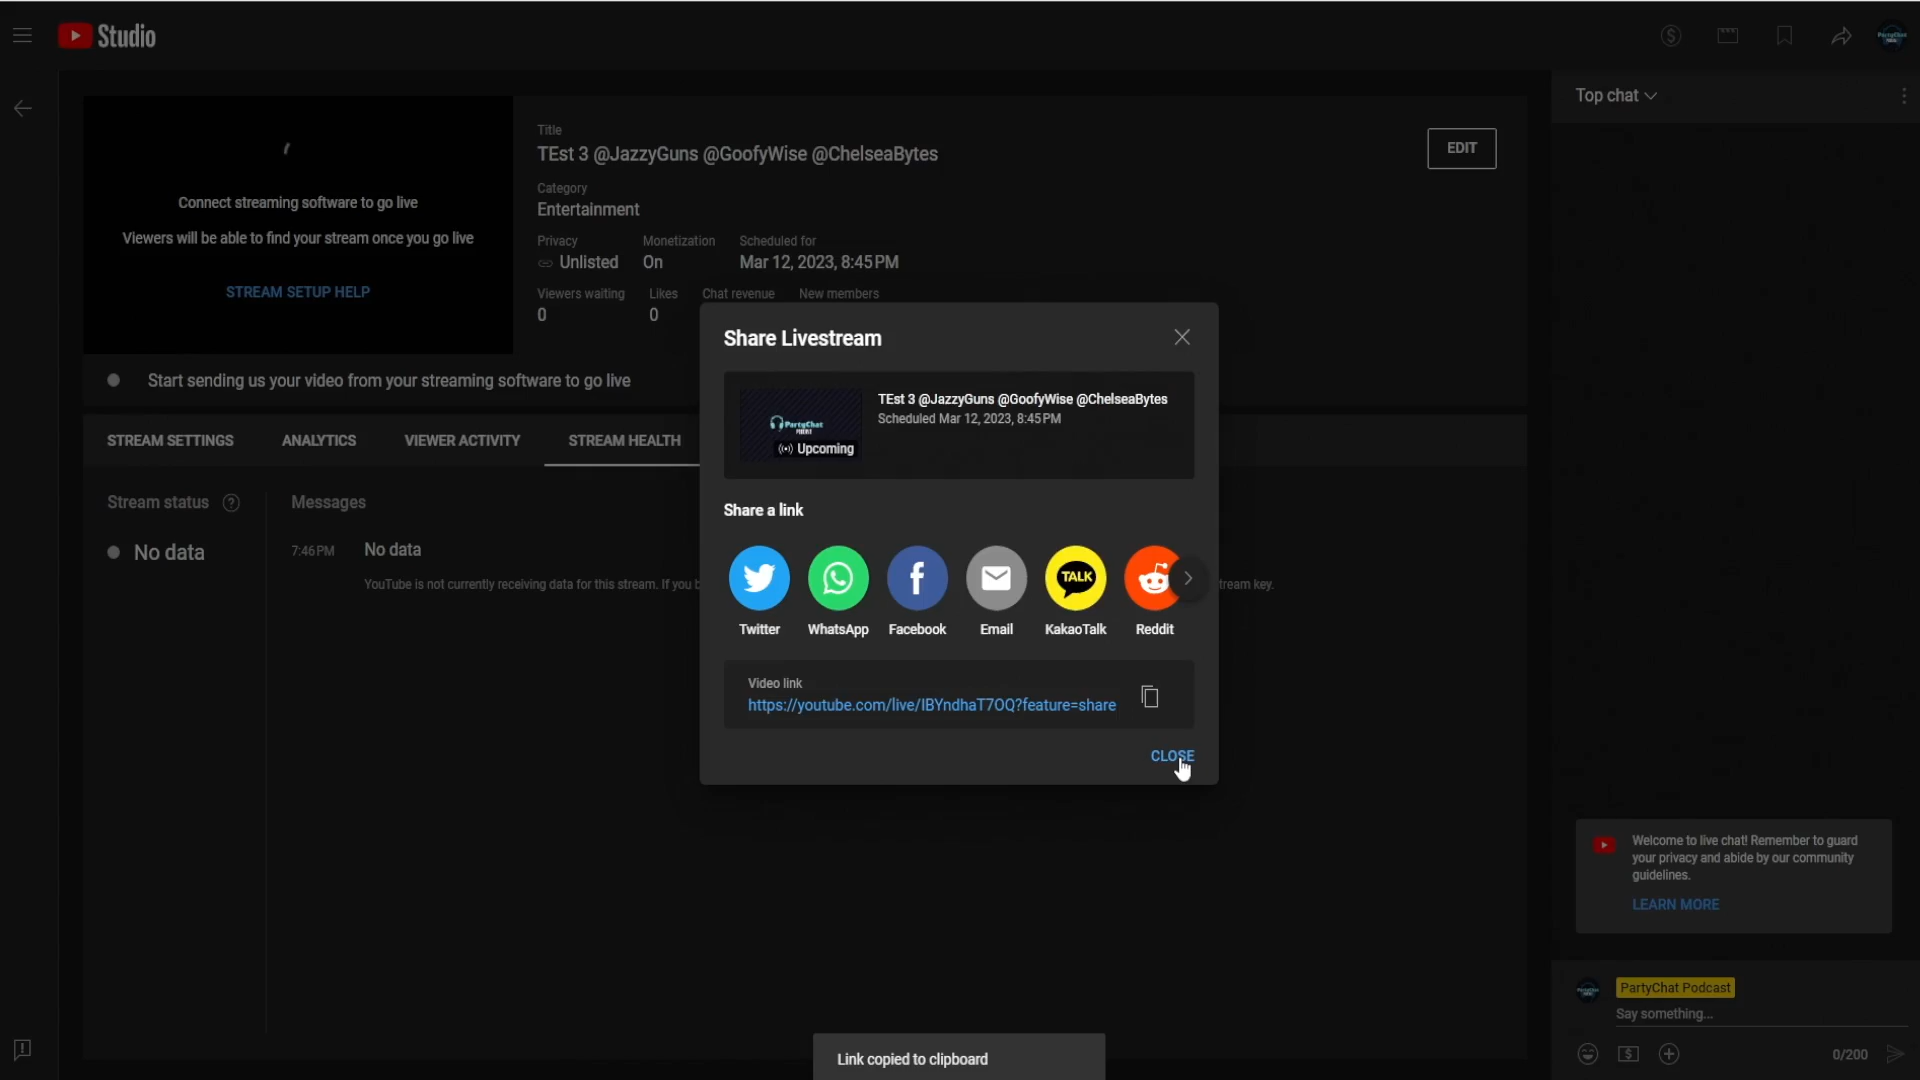 Studio
Top chat
Title
TEst 3 @JazzyGuns @GoofyWise @ChelseaBytes
EDIT
Category
Entertainment
Privacy
Monetization
Scheduled for
Unlisted
On
Mar 12, 2023, 8:45 PM
Viewers waiting
Likes
Chat revenue
New members
0
0
Connect streaming software to go live
Viewers will be able to find your stream once you go live
STREAM SETUP HELP
Start sending us your video from your streaming software to go live
STREAM SETTINGS
ANALYTICS
VIEWER ACTIVITY
STREAM HEALTH
Stream status
Messages
No data
7:46 PM
No data
YouTube is not currently receiving data for this stream. If you b
tream key.
Share Livestream
PartyChat
PODCAST
Upcoming
TEst 3 @JazzyGuns @GoofyWise @ChelseaBytes
Scheduled Mar 12, 2023, 8:45 PM
Share a link
TALK
Twitter
WhatsApp
Facebook
Email
KakaoTalk
Reddit
Video link
https://youtube.com/live/IBYndhaT7OQ?feature=share
CLOSE
Welcome to live chat! Remember to guard
your privacy and abide by our community
guidelines.
LEARN MORE
PartyChat Podcast
Say something...
0/200
Link copied to clipboard